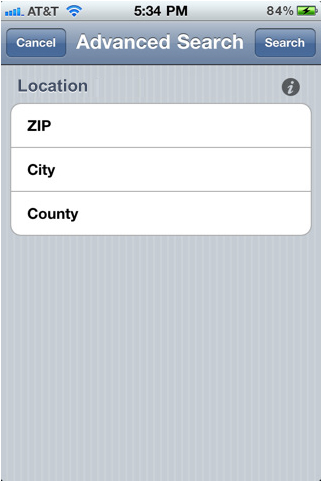 AT&T 5:34 PM 84%
Cancel Advanced Search Search
Location
ZIP
City
County